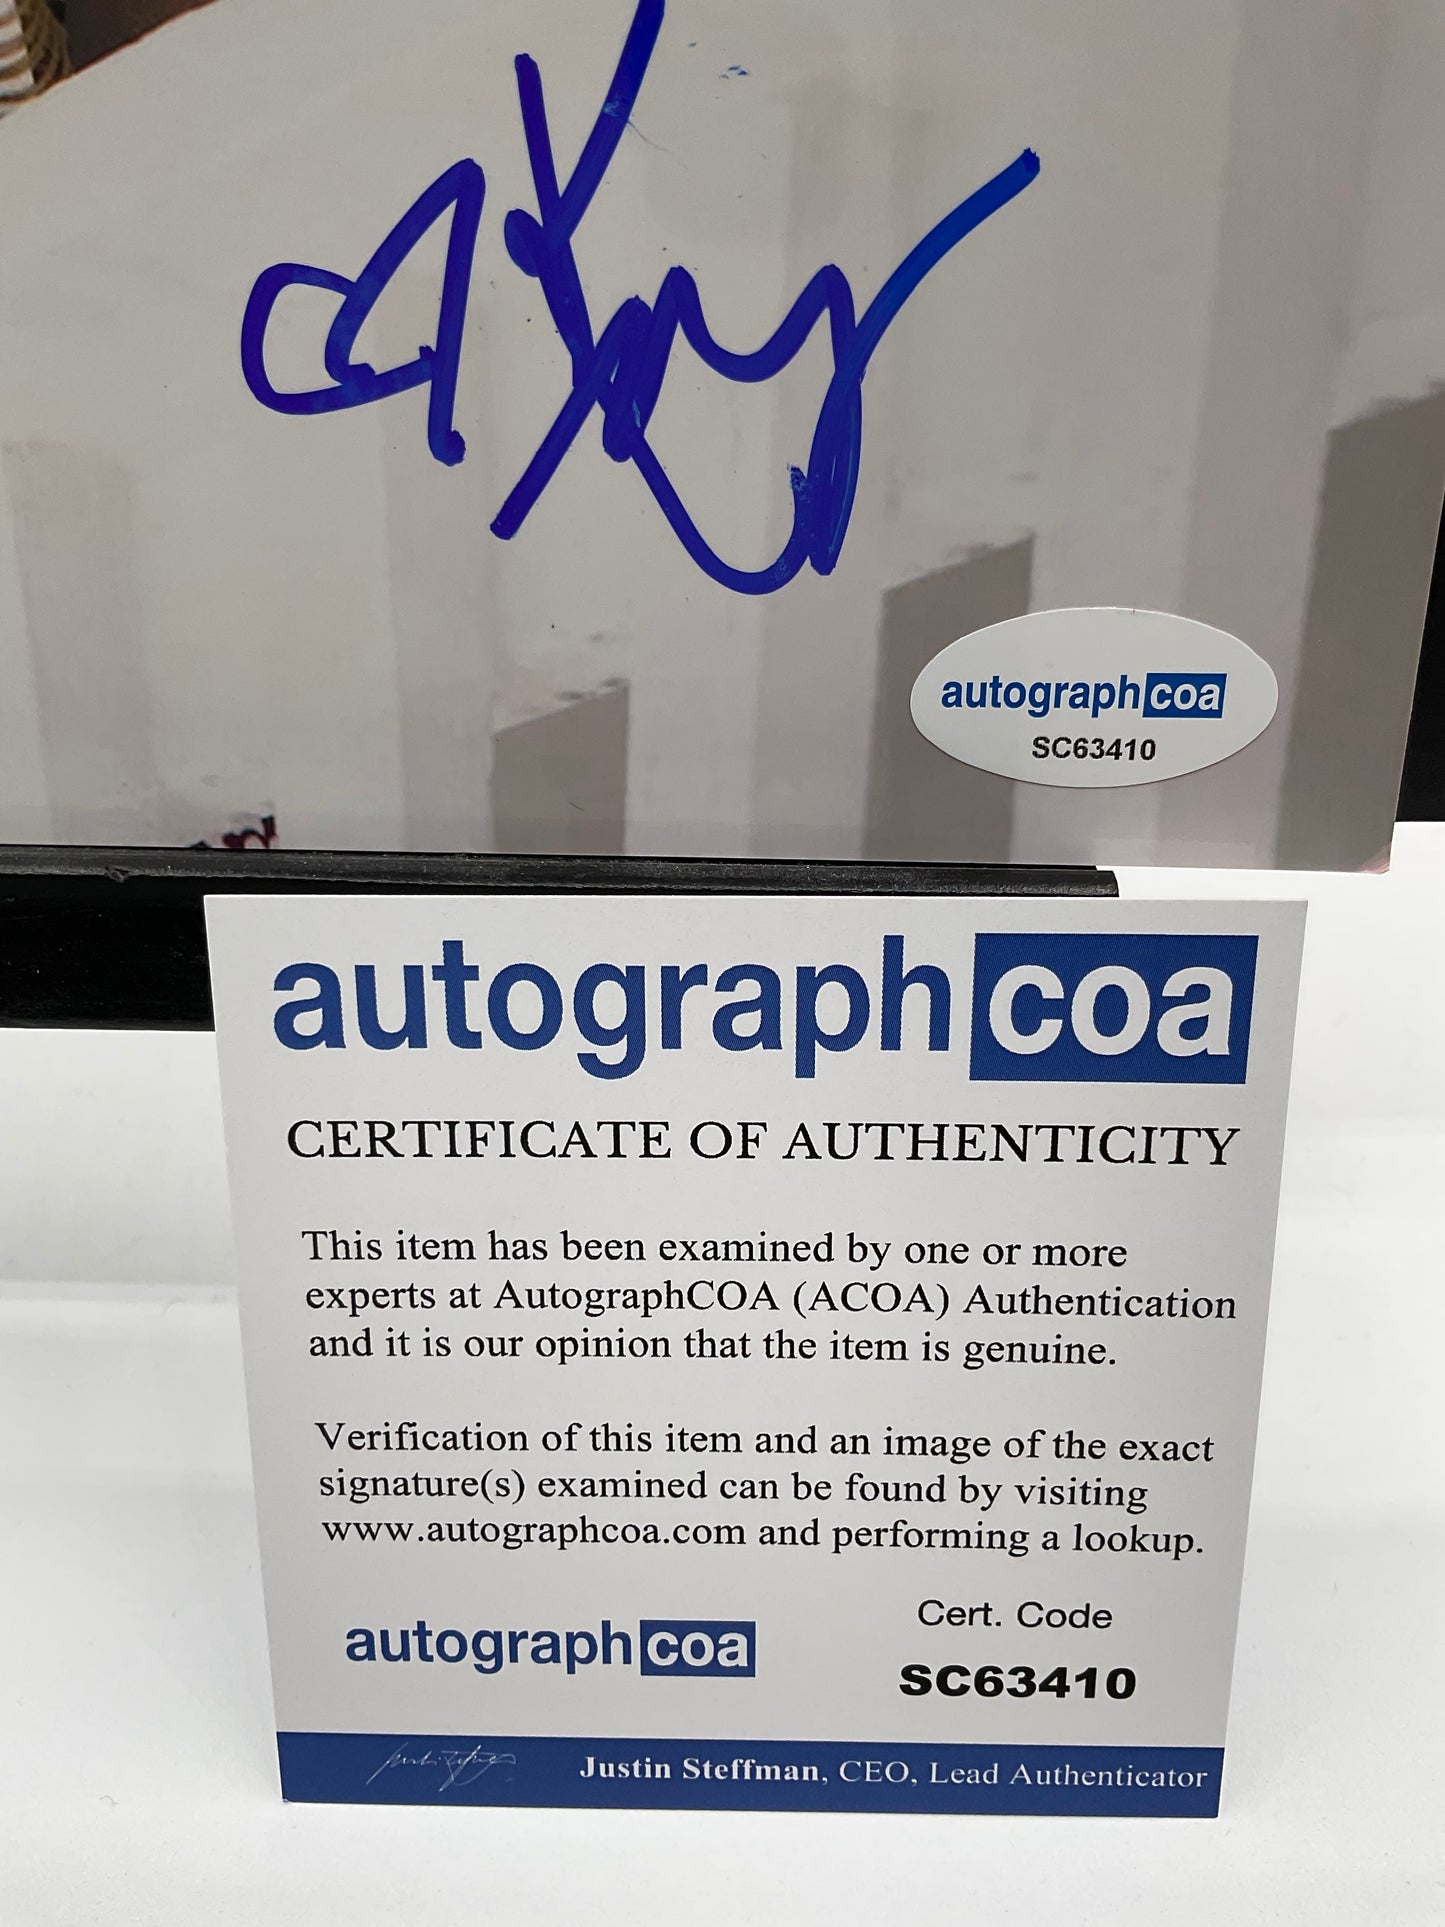 autographcoa
SC63410
autographcoa
CERTIFICATE OF AUTHENTICITY
This item has been examined by one or more
experts at AutographCOA (ACOA) Authentication
and it is our opinion that the item is genuine.
Verification of this item and an image of the exact
signature(s) examined can be found by visiting
www.autographcoa.com and performing a lookup.
Cert. Code
autographcoa
SC63410
Justin Steffman, CEO, Lead Authenticator